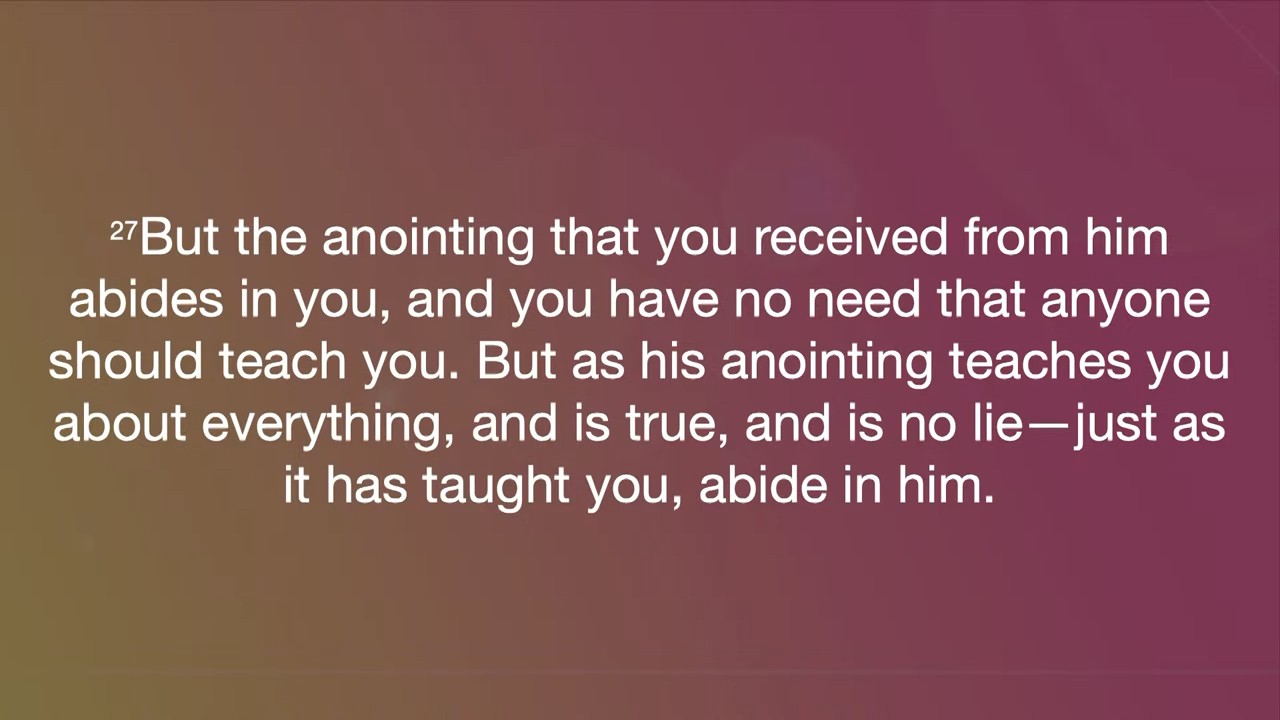 27But the anointing that you received from him
abides in you, and you have no need that anyone
should teach you. But as his anointing teaches you
about everything, and is true, and is no lie—just as
it has taught you, abide in him.